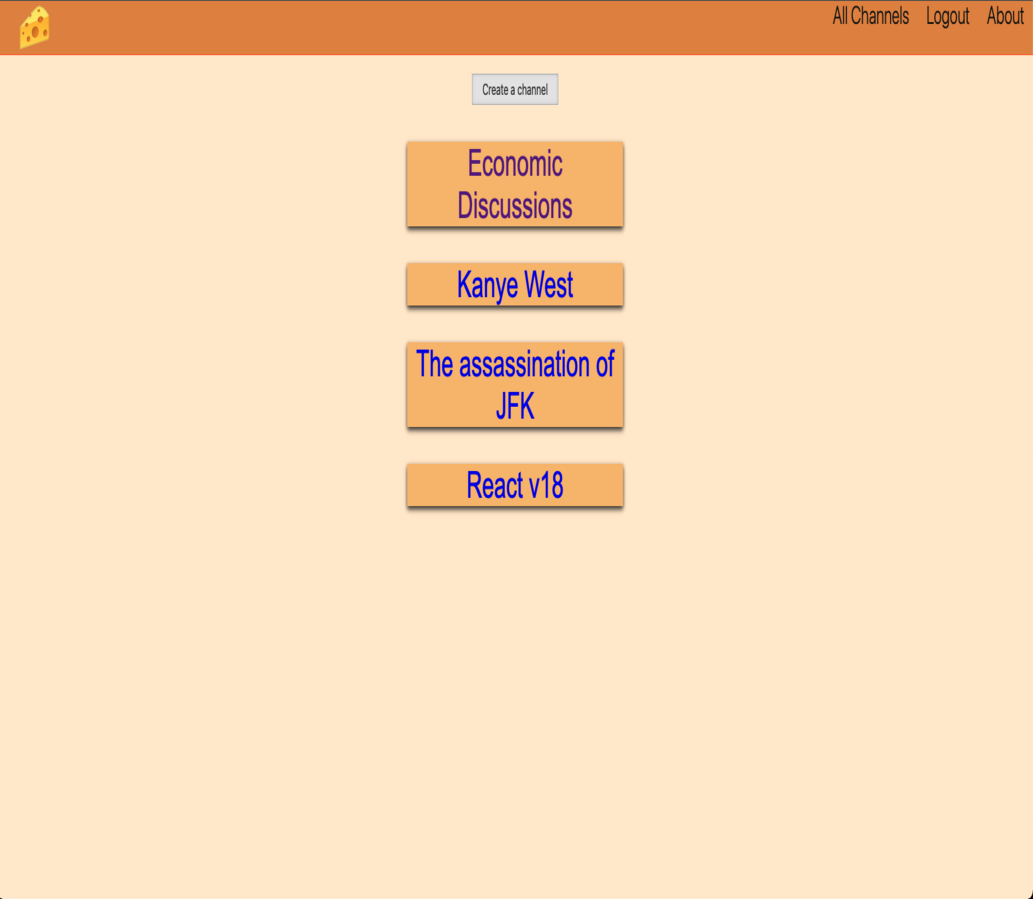 All Channels Logout About
Create a channel
Economic
Discussions
Kanye West
The assassination of
JFK
React v18